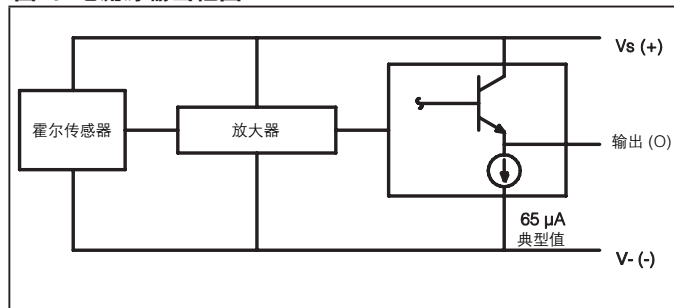 Vs (+)
霍尔传感器
放大器
输出 (O)
65 µA
典型值
V- (-)